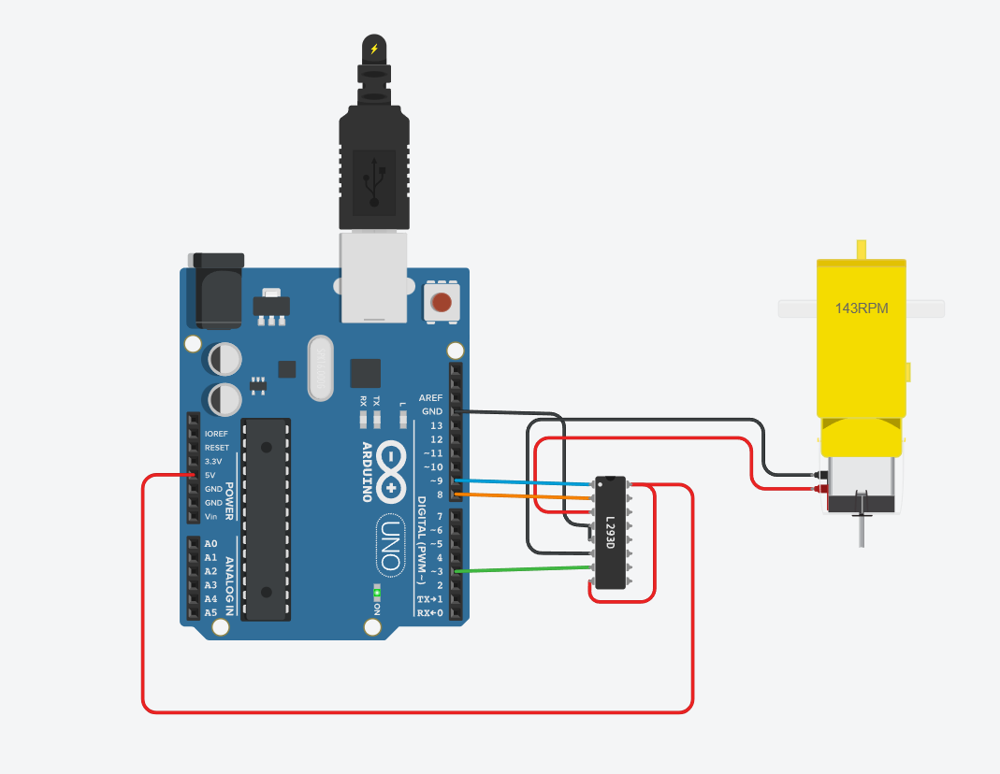 143RPM
AREF
GND
13
12
~11
~10
~9
8
7
~6
~5
4
~3
2
TX→1
RX←0
IOREF
RESET
3.3V
5V
GND
GND
Vin
A0
A1
A2
A3
A4
A5
POWER
ANALOG IN
RX
TX
L
ARDUINO
UNO
DIGITAL (PWM~)
ON
L293D